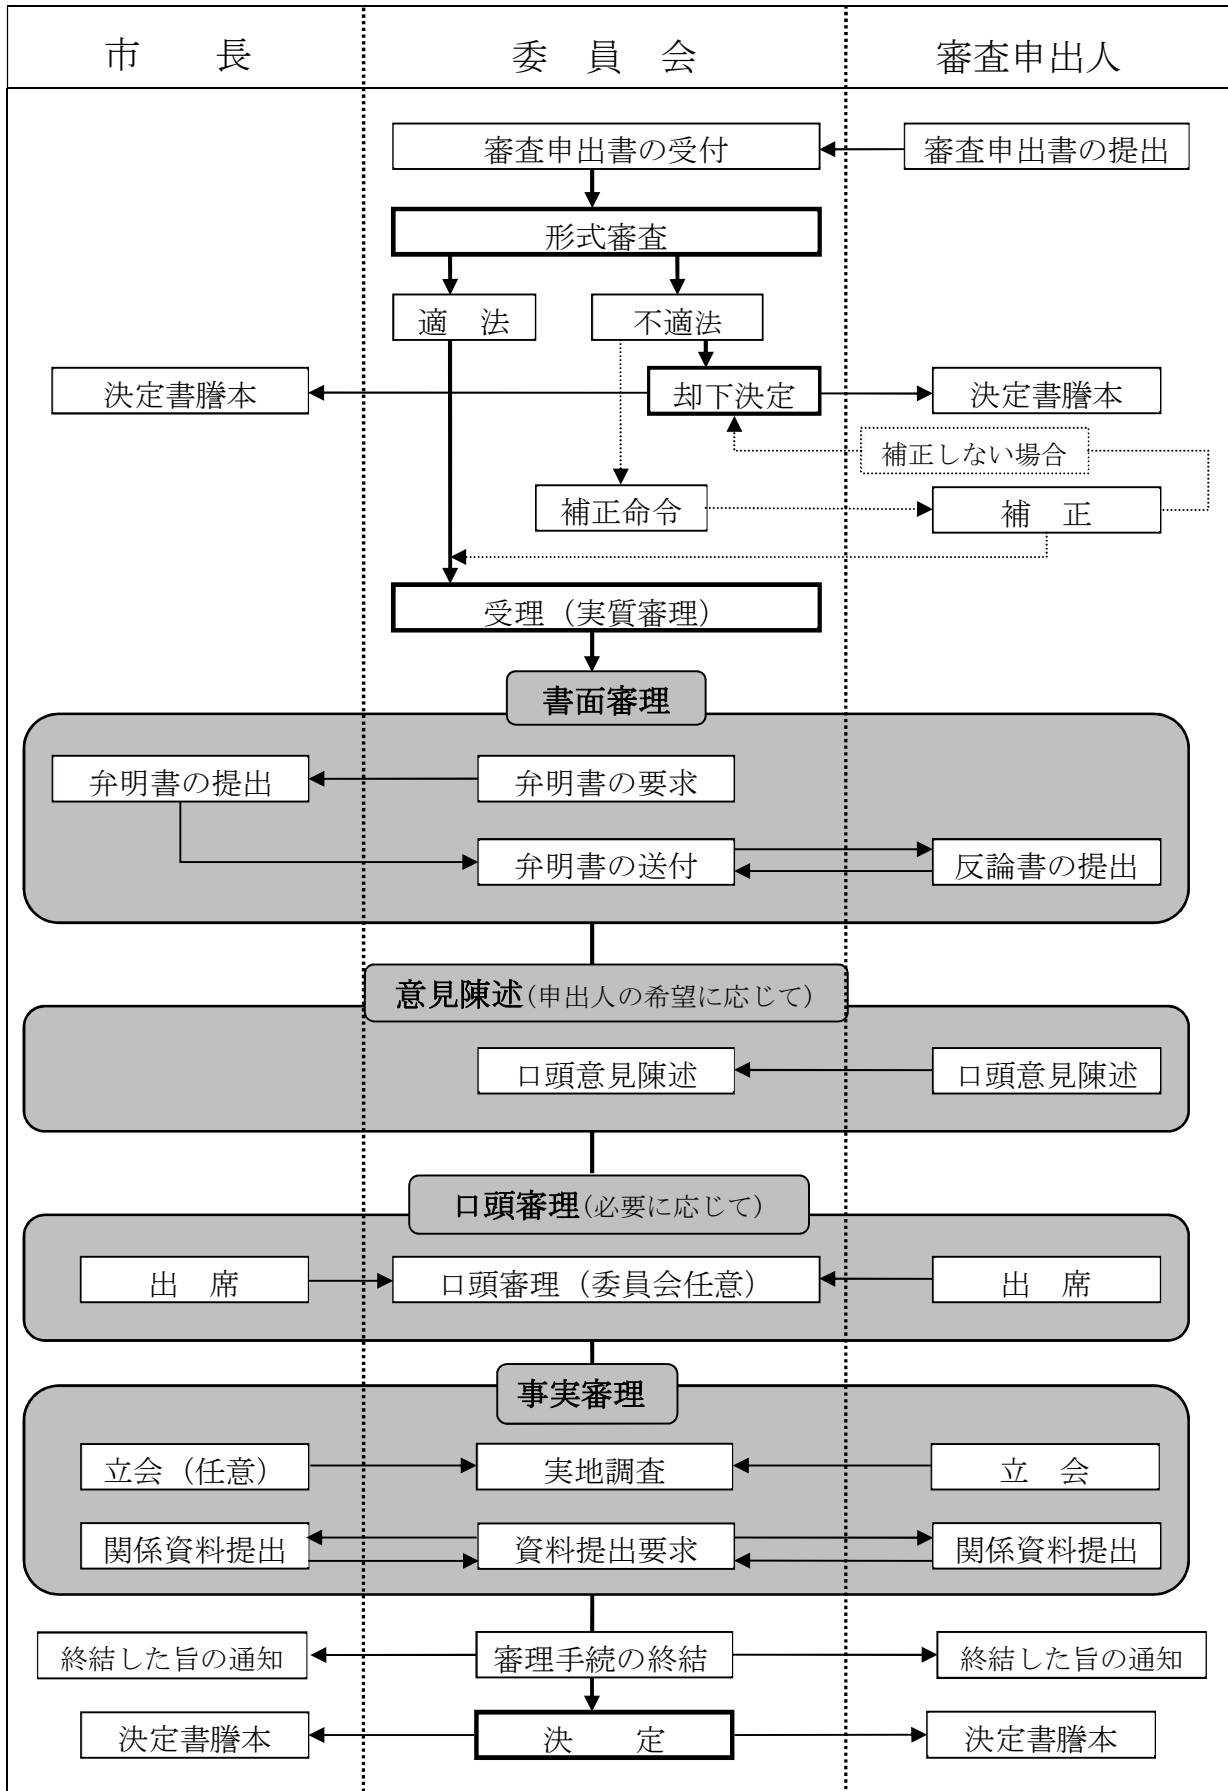 市　長　委　員　会　審査申出人
審査申出書の受付　審査申出書の提出
形式審査
適　法　不適法
決定書謄本　却下決定　決定書謄本
補正しない場合
補正命令　補　正
受理（実質審理）
書面審理
弁明書の提出　弁明書の要求
弁明書の送付　反論書の提出
意見陳述（申出人の希望に応じて）
口頭意見陳述　口頭意見陳述
口頭審理（必要に応じて）
出　席　口頭審理（委員会任意）　出　席
事実審理
立会（任意）　実地調査　立　会
関係資料提出　資料提出要求　関係資料提出
終結した旨の通知　審理手続の終結　終結した旨の通知
決定書謄本　決　定　決定書謄本